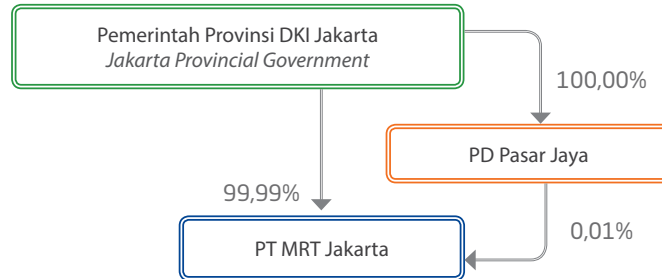 Pemerintah Provinsi DKI Jakarta
Jakarta Provincial Government
100,00%
PD Pasar Jaya
99,99%
0,01%
PT MRT Jakarta